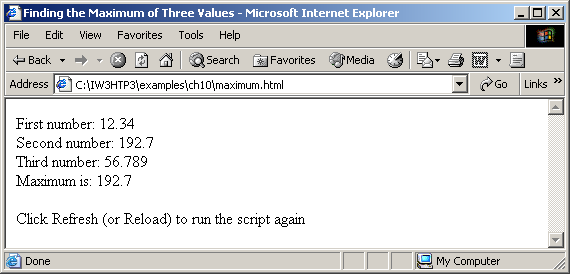 Finding the Maximum of Three Values - Microsoft Internet Explorer
File Edit View Favorites Tools Help
Back Search Favorites Media
Address C:\IW3HTP3\examples\ch10\maximum.html Go Links »
First number: 12.34
Second number: 192.7
Third number: 56.789
Maximum is: 192.7
Click Refresh (or Reload) to run the script again
Done My Computer